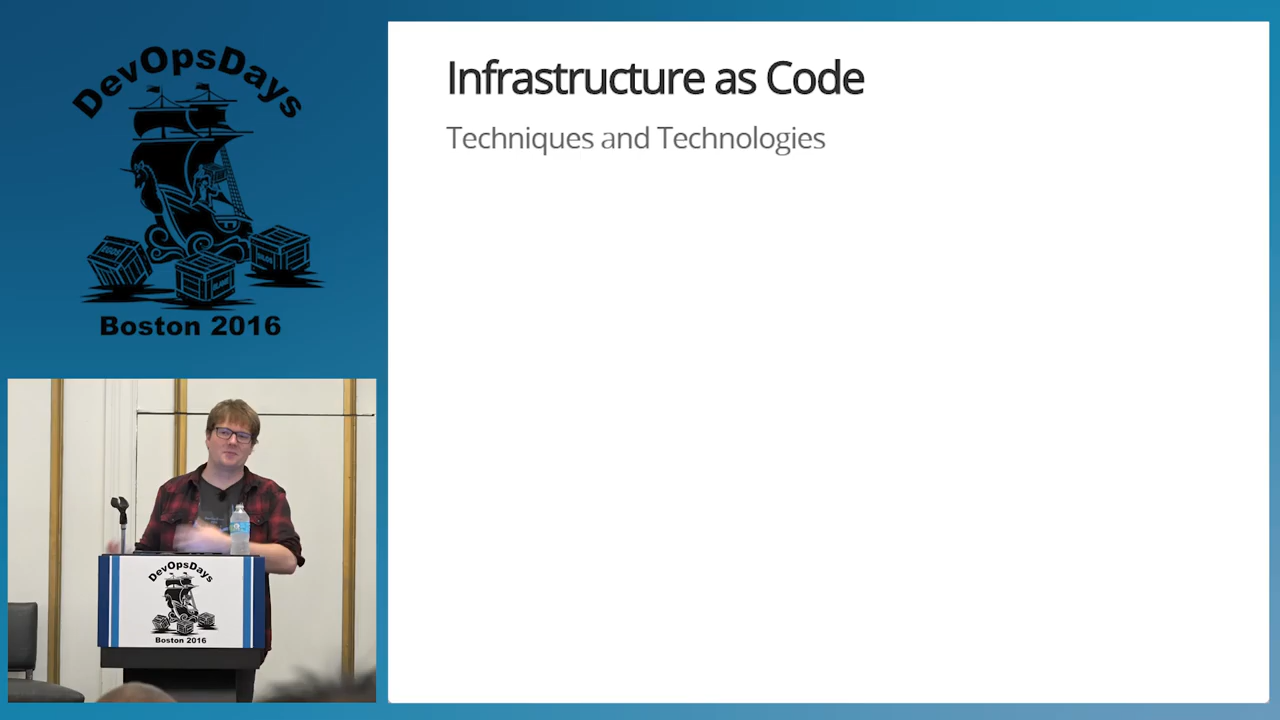 DevOpsDays
Boston 2016
Infrastructure as Code
Techniques and Technologies
DevOpsDays
Boston 2016